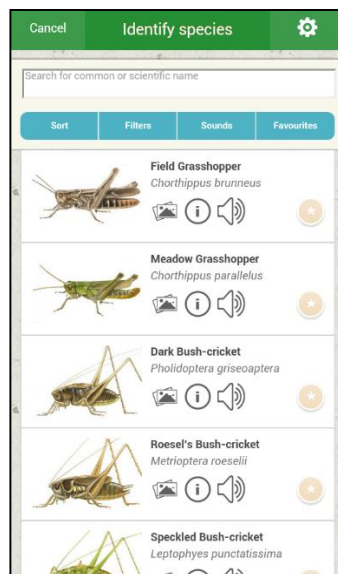 Cancel Identify species
Search for common or scientific name
Sort Filters Sounds Favourites
Field Grasshopper
Chorthippus brunneus
Meadow Grasshopper
Chorthippus parallelus
Dark Bush-cricket
Pholidoptera griseoaptera
Roesel's Bush-cricket
Metrioptera roeselii
Speckled Bush-cricket
Leptophyes punctatissima